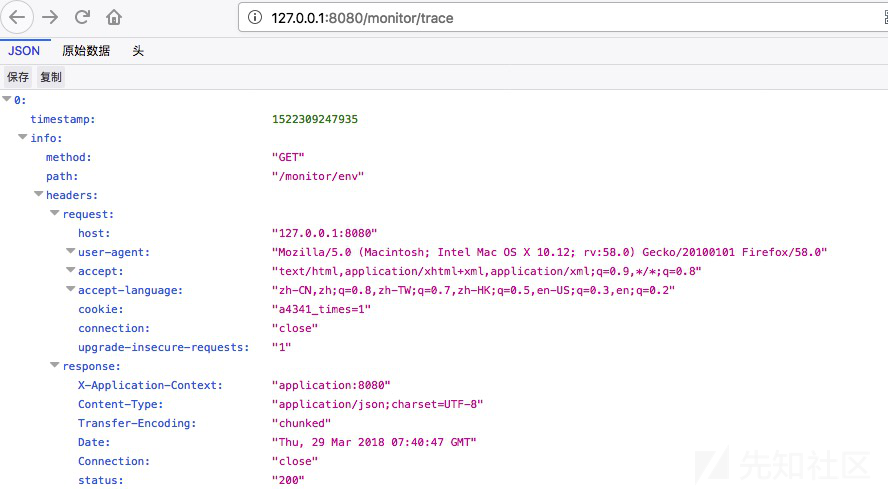 127.0.0.1:8080/monitor/trace
JSON 原始数据 头
保存 复制
0:
timestamp: 1522309247935
info:
method: "GET"
path: "/monitor/env"
headers:
request:
host: "127.0.0.1:8080"
user-agent: "Mozilla/5.0 (Macintosh; Intel Mac OS X 10.12; rv:58.0) Gecko/20100101 Firefox/58.0"
accept: "text/html,application/xhtml+xml,application/xml;q=0.9,*/*;q=0.8"
accept-language: "zh-CN,zh;q=0.8,zh-TW;q=0.7,zh-HK;q=0.5,en-US;q=0.3,en;q=0.2"
cookie: "a4341_times=1"
connection: "close"
upgrade-insecure-requests: "1"
response:
X-Application-Context: "application:8080"
Content-Type: "application/json;charset=UTF-8"
Transfer-Encoding: "chunked"
Date: "Thu, 29 Mar 2018 07:40:47 GMT"
Connection: "close"
status: "200"
先知社区